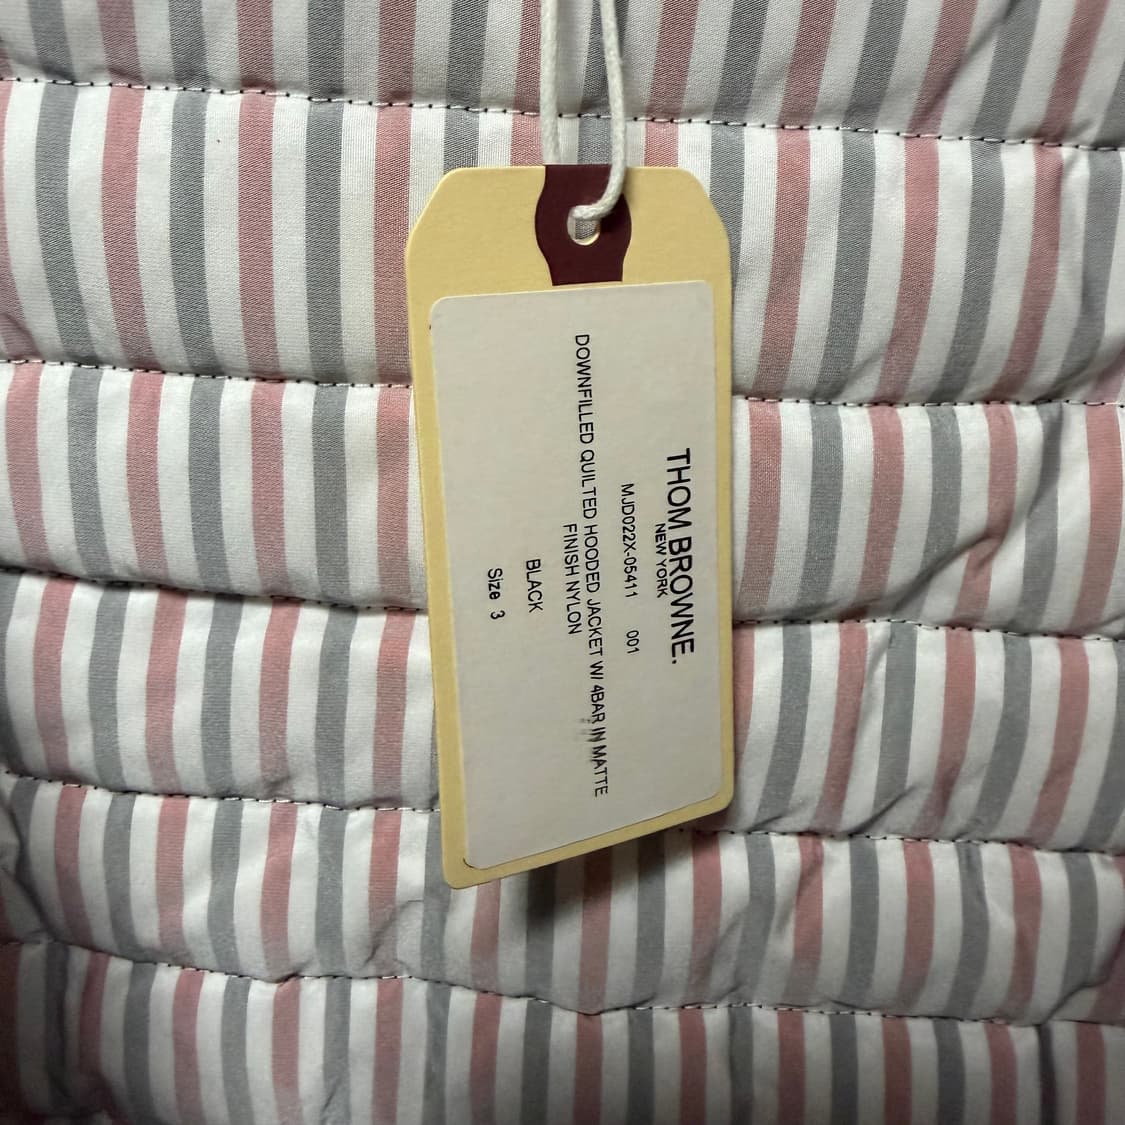 THOM BROWNE.
NEW YORK
MJD022X-05411 001
DOWNFILLED QUILTED HOODED JACKET W/ 4BAR IN MATTE
FINISH NYLON
BLACK
Size 3